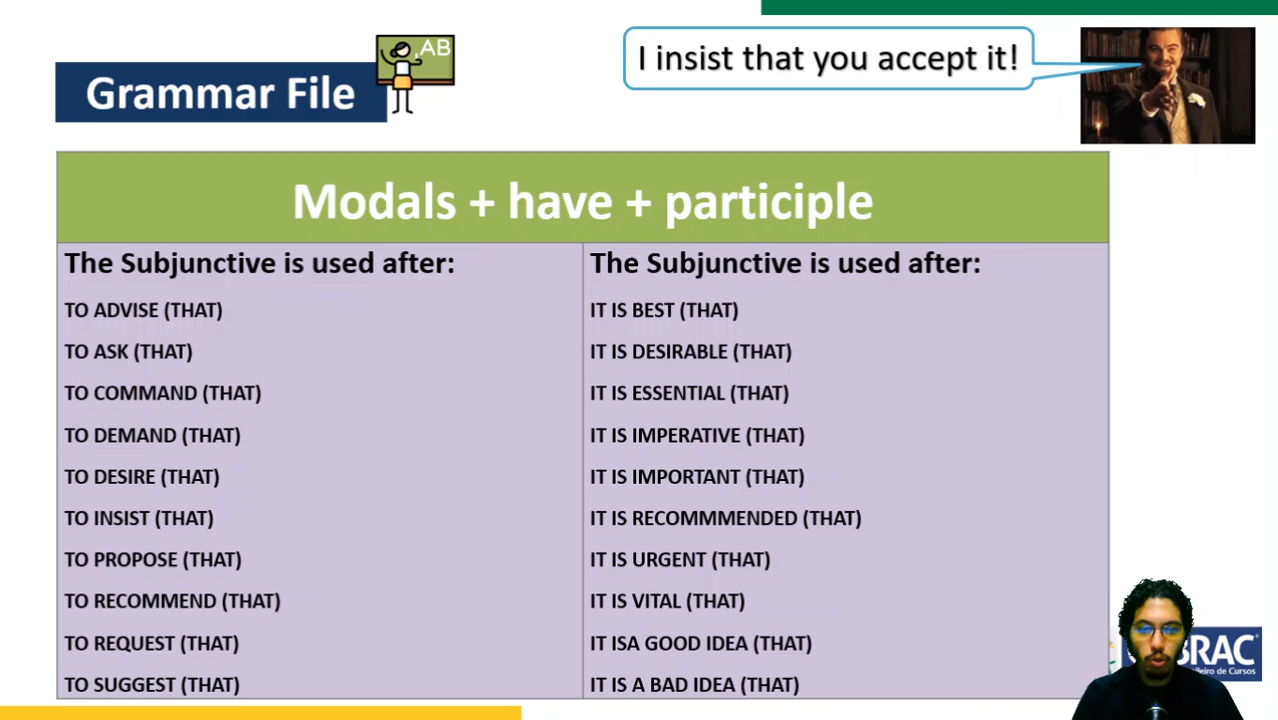 ,AB
I insist that you accept it!
Grammar File
Modals + have + participle
The Subjunctive is used after:
TO ADVISE (THAT)
TO ASK (THAT)
TO COMMAND (THAT)
TO DEMAND (THAT)
TO DESIRE (THAT)
TO INSIST (THAT)
TO PROPOSE (THAT)
TO RECOMMEND (THAT)
TO REQUEST (THAT)
TO SUGGEST (THAT)
The Subjunctive is used after:
IT IS BEST (THAT)
IT IS DESIRABLE (THAT)
IT IS ESSENTIAL (THAT)
IT IS IMPERATIVE (THAT)
IT IS IMPORTANT (THAT)
IT IS RECOMMMENDED (THAT)
IT IS URGENT (THAT)
IT IS VITAL (THAT)
IT ISA GOOD IDEA (THAT)
IT IS A BAD IDEA (THAT)
BRAC
de Cursos